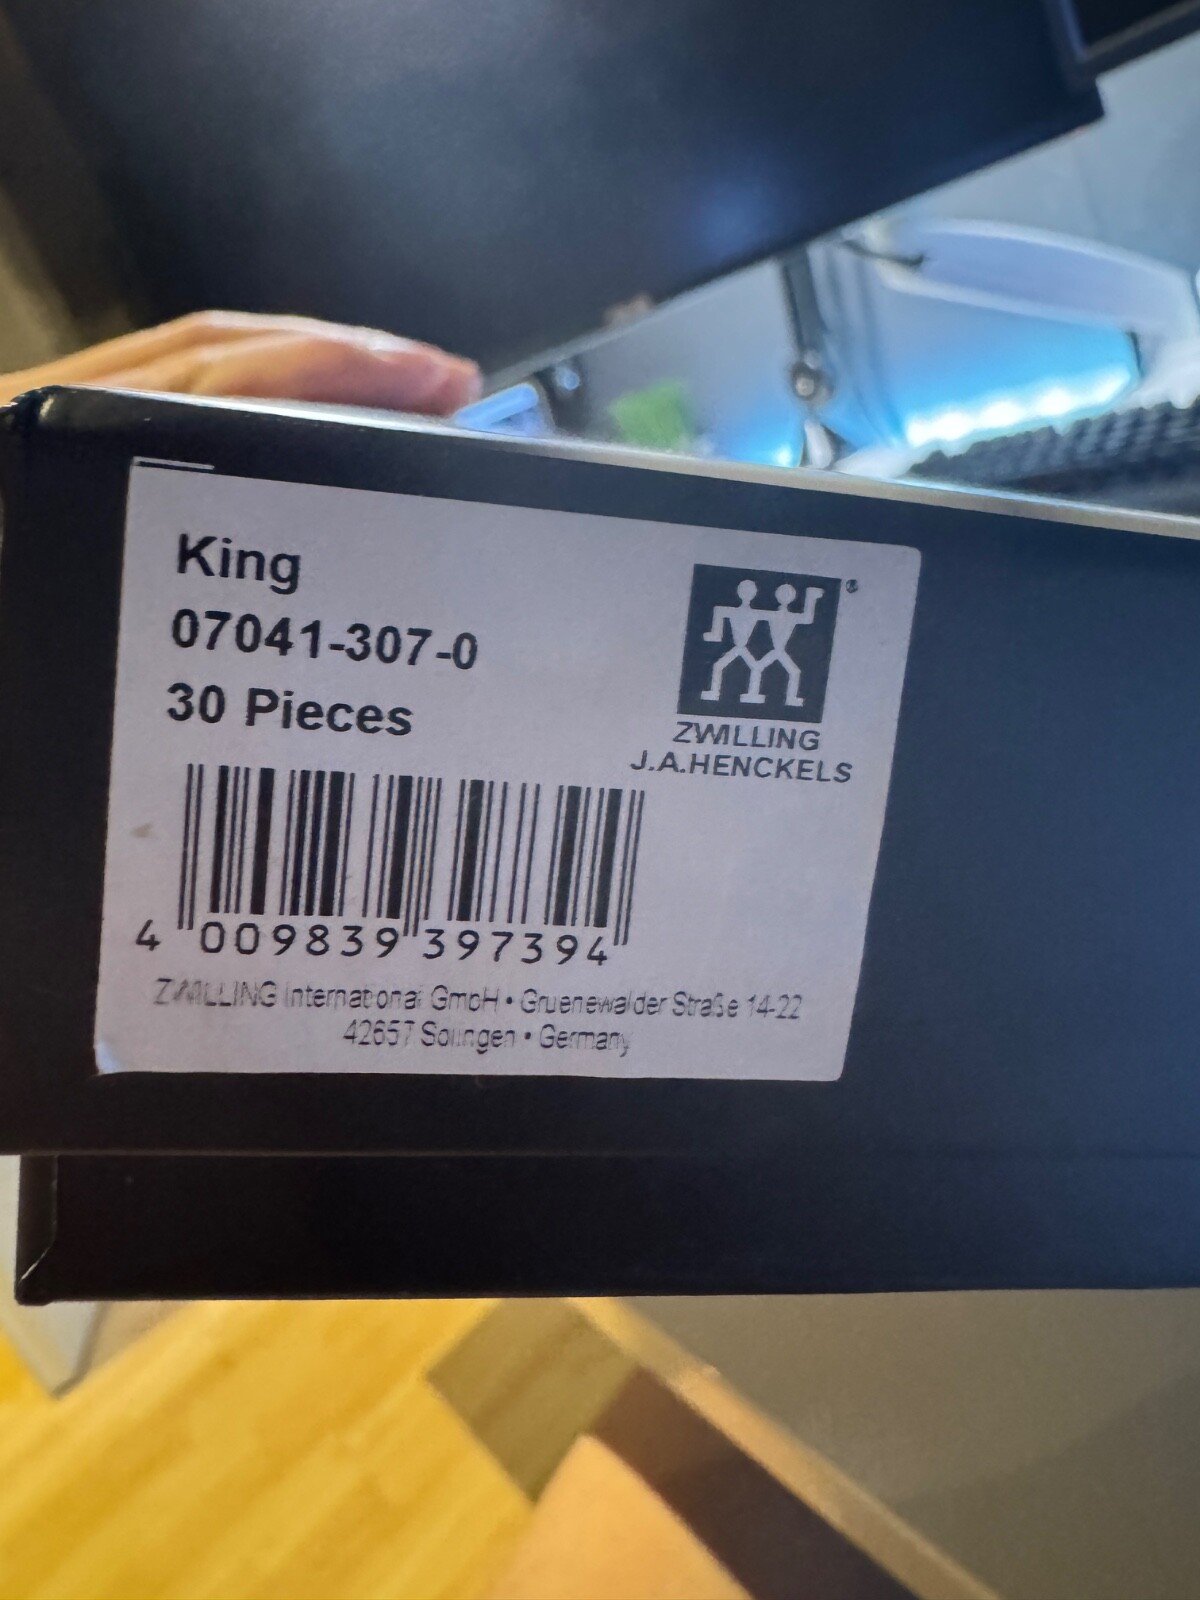 King
07041-307-0
30 Pieces
®
ZWILLING
J.A.HENCKELS
4 009839 397394
ZWILLING International GmbH • Gruenewalder Straße 14-22
42657 Solingen • Germany